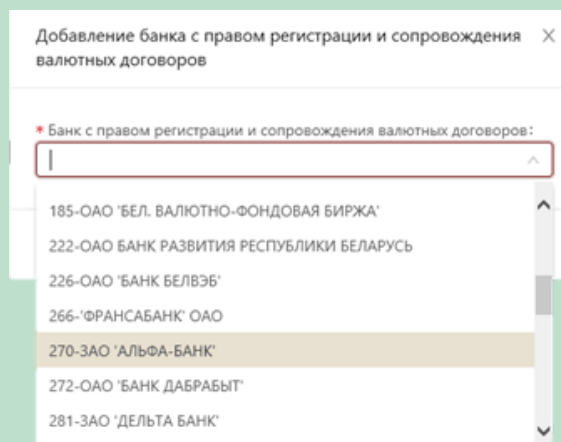 Добавление банка с правом регистрации и сопровождения
валютных договоров
* Банк с правом регистрации и сопровождения валютных договоров:
185-ОАО 'БЕЛ. ВАЛЮТНО-ФОНДОВАЯ БИРЖА'
222-ОАО БАНК РАЗВИТИЯ РЕСПУБЛИКИ БЕЛАРУСЬ
226-ОАО 'БАНК БЕЛВЭБ'
266-'ФРАНСАБАНК' ОАО
270-ЗАО 'АЛЬФА-БАНК'
272-ОАО 'БАНК ДАБРАБЫТ'
281-ЗАО 'ДЕЛЬТА БАНК'